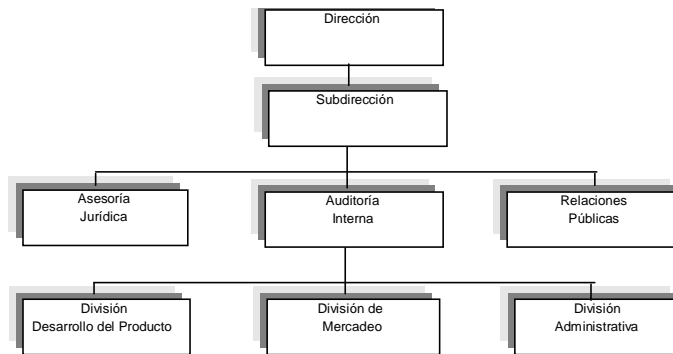 Dirección
Subdirección
Asesoría
Jurídica
Auditoría
Interna
Relaciones
Públicas
División
Desarrollo del Producto
División de
Mercadeo
División
Administrativa